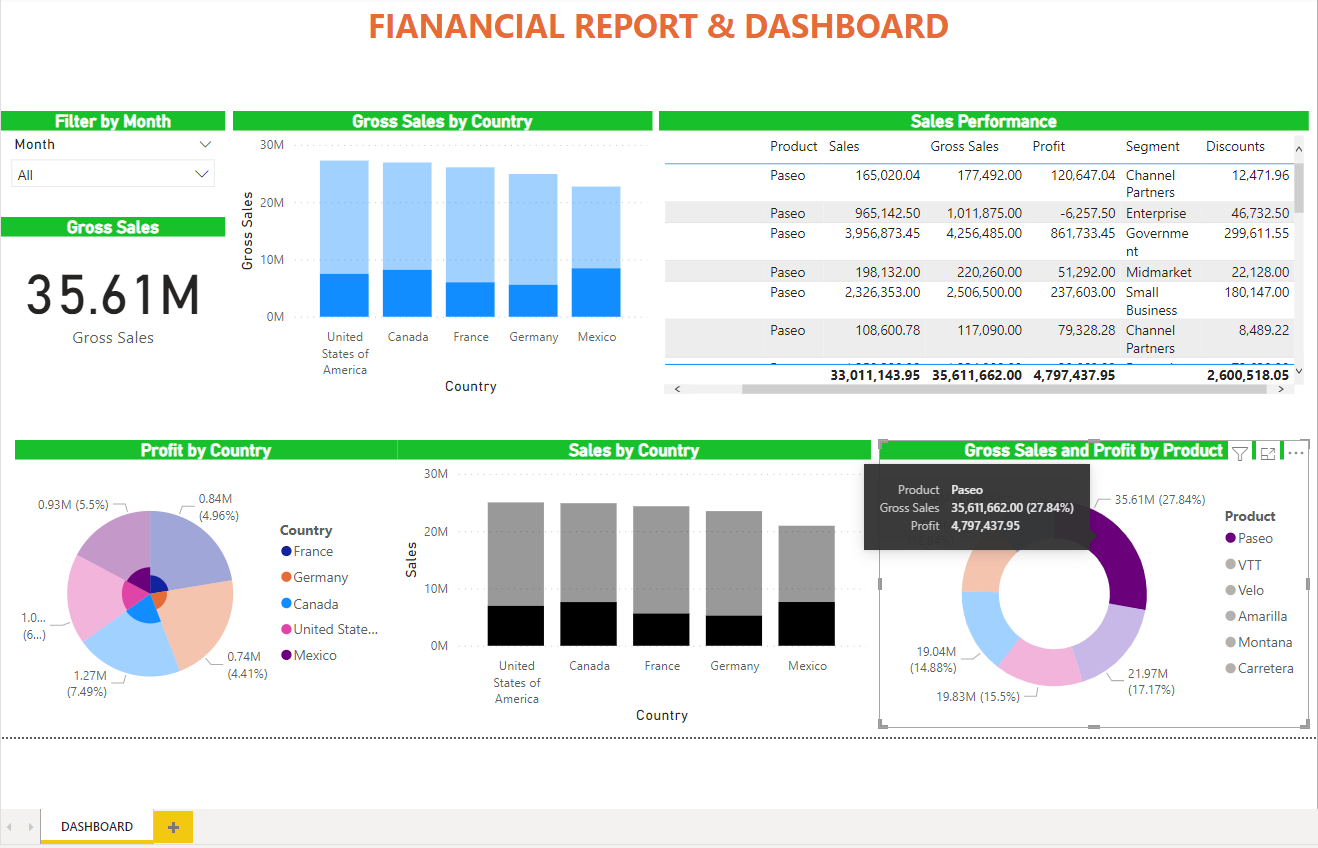 FIANANCIAL REPORT & DASHBOARD
Filter by Month
Month
All
Gross Sales
35.61M
Gross Sales
Gross Sales by Country
30M
20M
10M
0M
Gross Sales
United States of America
Canada
France
Germany
Mexico
Country
Sales Performance
Product Sales Gross Sales Profit Segment Discounts
Paseo 165,020.04 177,492.00 120,647.04 Channel Partners 12,471.96
Paseo 965,142.50 1,011,875.00 -6,257.50 Enterprise 46,732.50
Paseo 3,956,873.45 4,256,485.00 861,733.45 Government 299,611.55
Paseo 198,132.00 220,260.00 51,292.00 Midmarket 22,128.00
Paseo 2,326,353.00 2,506,500.00 237,603.00 Small Business 180,147.00
Paseo 108,600.78 117,090.00 79,328.28 Channel Partners 8,489.22
33,011,143.95 35,611,662.00 4,797,437.95 2,600,518.05
Profit by Country
0.93M (5.5%)
0.84M
(4.96%)
1.0...
(6...)
1.27M
(7.49%)
0.74M
(4.41%)
Country
France
Germany
Canada
United State...
Mexico
Sales by Country
30M
20M
10M
0M
Sales
United States of America
Canada
France
Germany
Mexico
Country
Gross Sales and Profit by Product
Product Paseo
Gross Sales 35,611,662.00 (27.84%)
Profit 4,797,437.95
35.61M (27.84%)
19.04M
(14.88%)
19.83M (15.5%)
21.97M
(17.17%)
Product
Paseo
VTT
Velo
Amarilla
Montana
Carretera
DASHBOARD
+